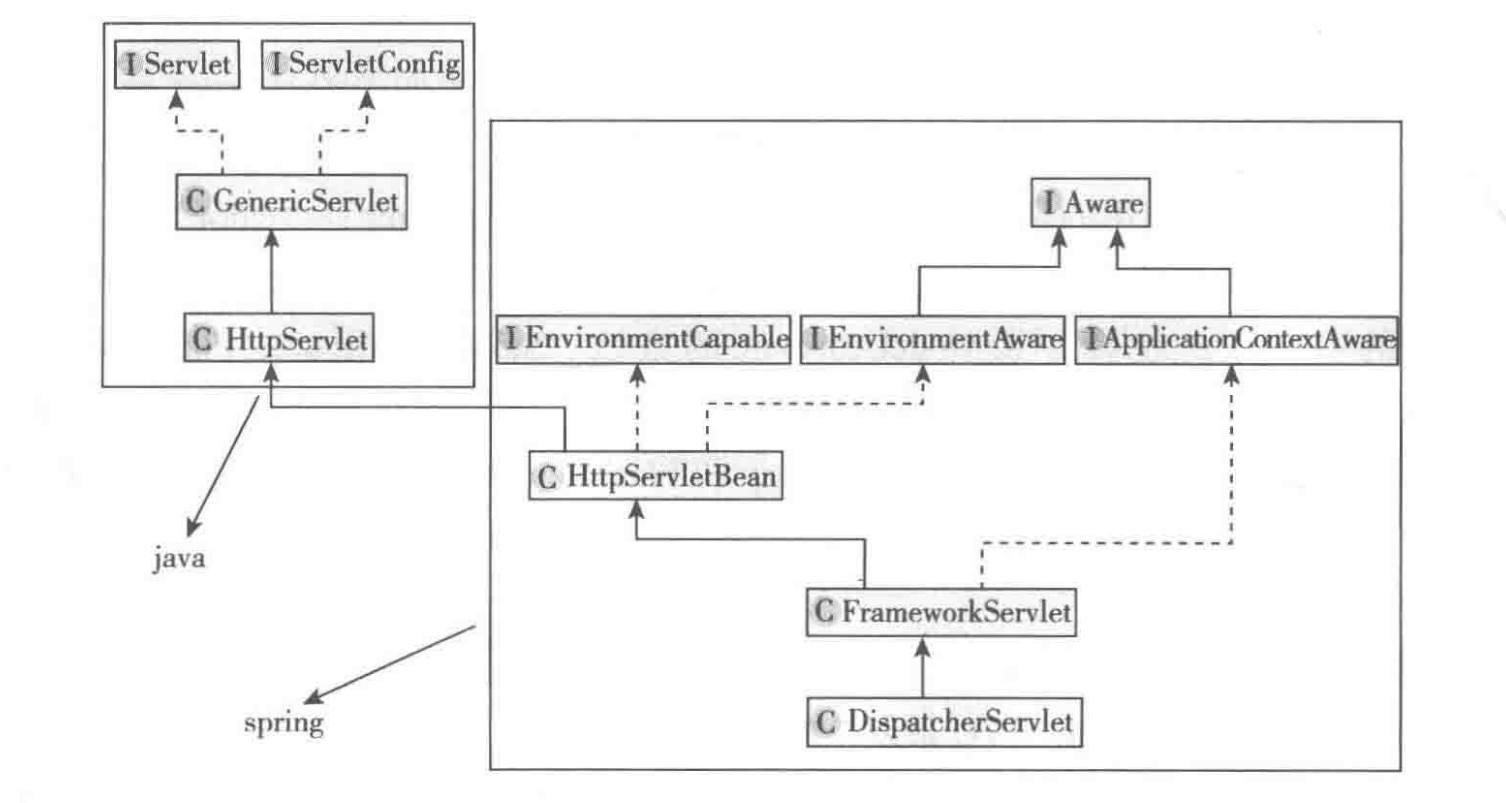 I Servlet
I ServletConfig
C GenericServlet
I Aware
C HttpServlet
I EnvironmentCapable
I EnvironmentAware
I ApplicationContextAware
C HttpServletBean
java
C FrameworkServlet
spring
C DispatcherServlet